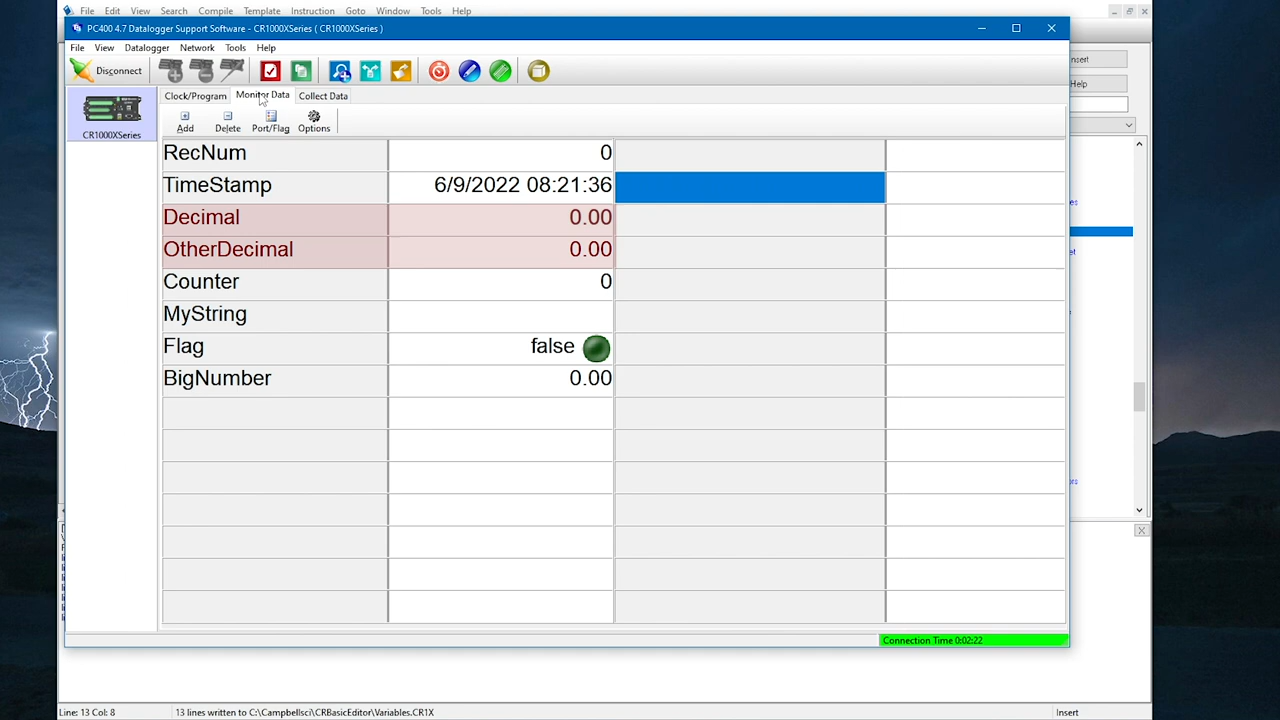 File Edit View Search Compile Template Instruction Goto Window Tools Help
PC400 4.7 Datalogger Support Software - CR1000XSeries ( CR1000XSeries )
File View Datalogger Network Tools Help
Disconnect
Clock/Program Monitor Data Collect Data
CR1000XSeries
Add Delete Port/Flag Options
RecNum 0
TimeStamp 6/9/2022 08:21:36
Decimal 0.00
OtherDecimal 0.00
Counter 0
MyString
Flag false
BigNumber 0.00
Connection Time 0:02:22
Help
Line: 13 Col: 8 13 lines written to C:\Campbellsci\CRBasicEditor\Variables.CR1X Insert